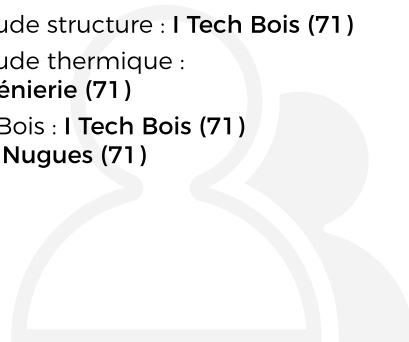 ude structure : I Tech Bois (71)
ude thermique :
énierie (71)
Bois : I Tech Bois (71)
Nugues (71)